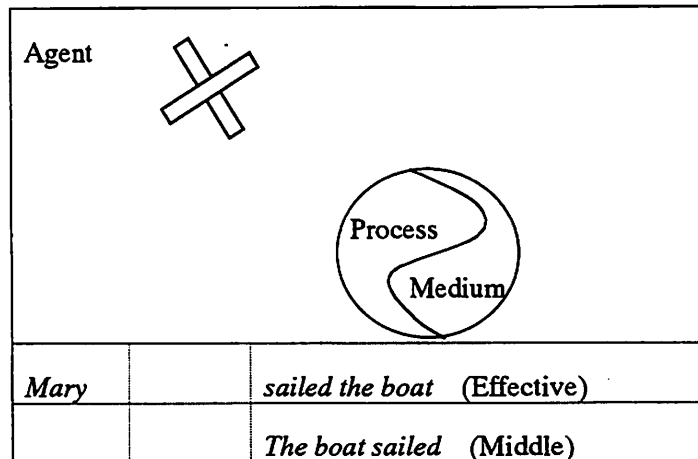 Agent
Process
Medium
Mary sailed the boat (Effective)
The boat sailed (Middle)